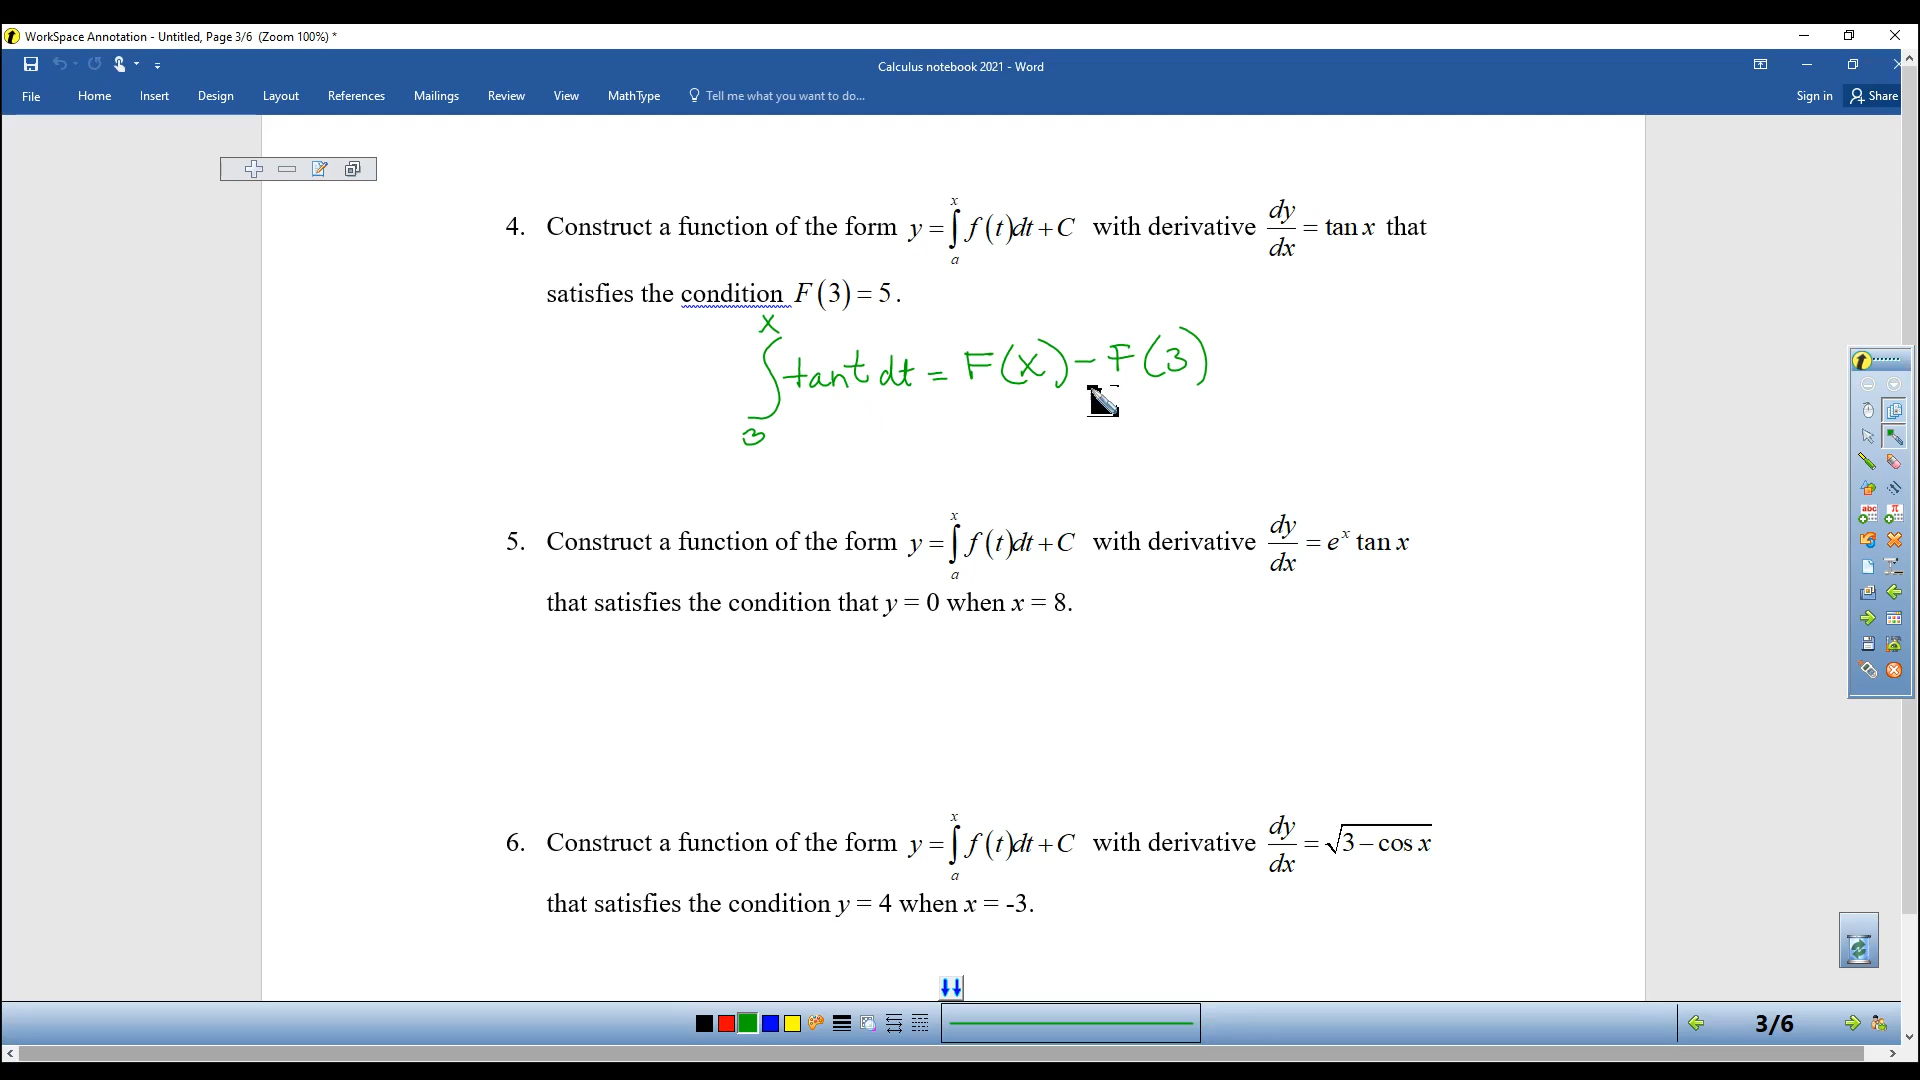 WorkSpace Annotation - Untitled, Page 3/6 (Zoom 100%) *
Calculus notebook 2021 - Word
File Home Insert Design Layout References Mailings Review View MathType Tell me what you want to do... Sign in Share
4. Construct a function of the form y = ∫ₐˣ f(t)dt + C with derivative dy/dx = tan x that
satisfies the condition F(3) = 5.
∫₃ˣ tan t dt = F(x) - F(3)
5. Construct a function of the form y = ∫ₐˣ f(t)dt + C with derivative dy/dx = eˣ tan x
that satisfies the condition that y = 0 when x = 8.
6. Construct a function of the form y = ∫ₐˣ f(t)dt + C with derivative dy/dx = √(3 - cos x)
that satisfies the condition y = 4 when x = -3.
abc π
3/6